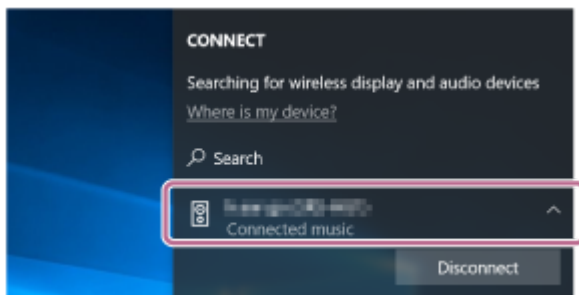 CONNECT
Searching for wireless display and audio devices
Where is my device?
Search
Connected music
Disconnect